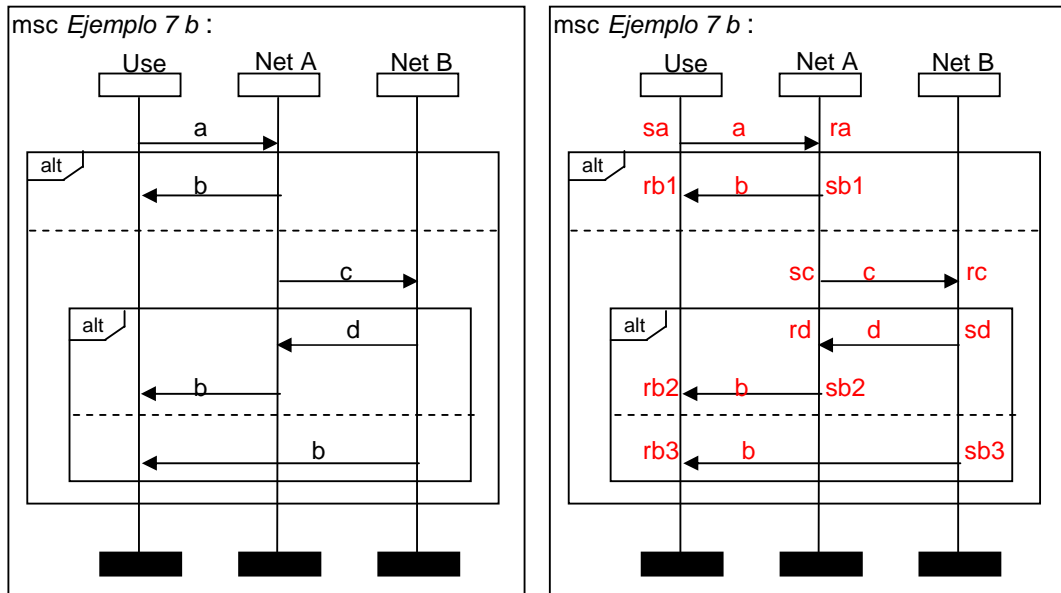 msc Ejemplo 7 b :
Use Net A Net B
a
alt
b
c
alt
d
b
b
msc Ejemplo 7 b :
Use Net A Net B
sa a ra
alt
rb1 b sb1
sc c rc
alt
rd d sd
rb2 b sb2
rb3 b sb3